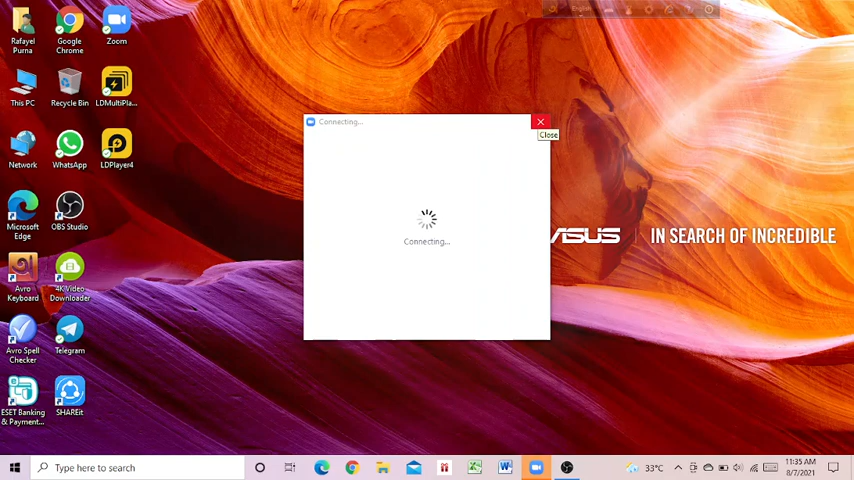 English
Rafayel
Purna
Google
Chrome
Zoom
This PC
Recycle Bin
LDMultiPla...
Network
WhatsApp
LDPlayer4
Microsoft
Edge
OBS Studio
Avro
Keyboard
4K Video
Downloader
Avro Spell
Checker
Telegram
ESET Banking
& Payment...
SHAREit
Connecting...
Close
Connecting...
ASUS IN SEARCH OF INCREDIBLE
Type here to search
33°C
11:35 AM
8/7/2021